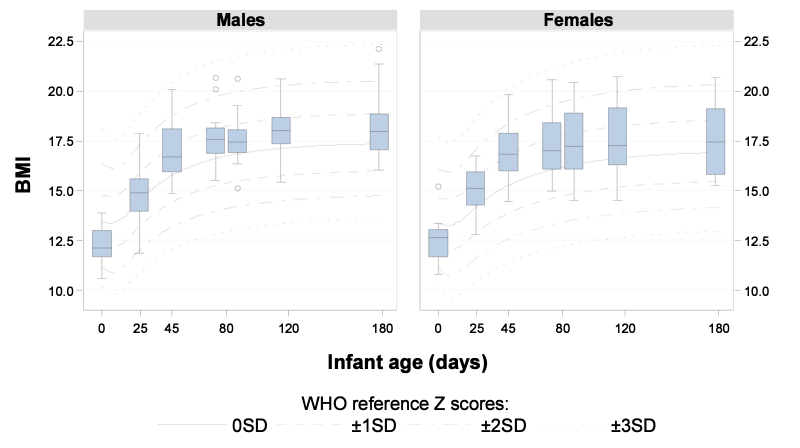 Males Females
22.5 22.5
20.0 20.0
17.5 17.5
15.0 15.0
12.5 12.5
10.0 10.0
BMI
0 25 45 80 120 180 0 25 45 80 120 180
Infant age (days)
WHO reference Z scores:
0SD ±1SD ±2SD ±3SD